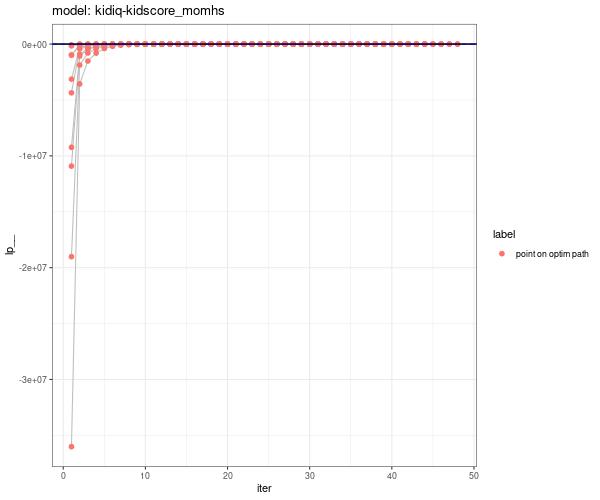 model: kidiq-kidscore_momhs
0e+00
-1e+07
-2e+07
-3e+07
lp__
0 10 20 30 40 50
iter
label
point on optim path